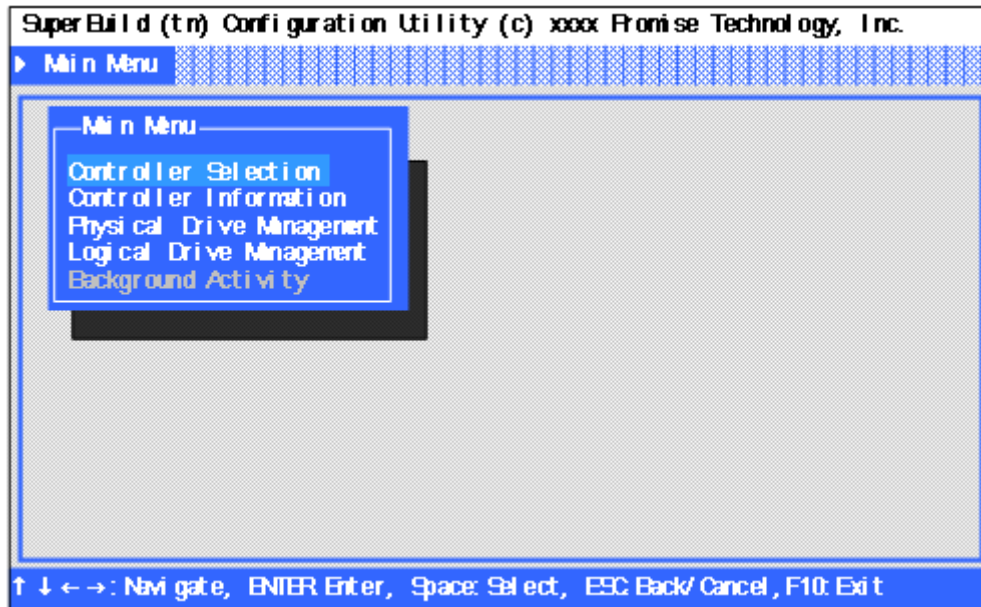 SuperBuild (tm) Configuration Utility (c) xxxx Promise Technology, Inc.
Main Menu
Main Menu
Controller Selection
Controller Information
Physical Drive Management
Logical Drive Management
Background Activity
↑ ↓ ← →: Navigate, ENTER: Enter, Space: Select, ESC: Back/Cancel, F10: Exit